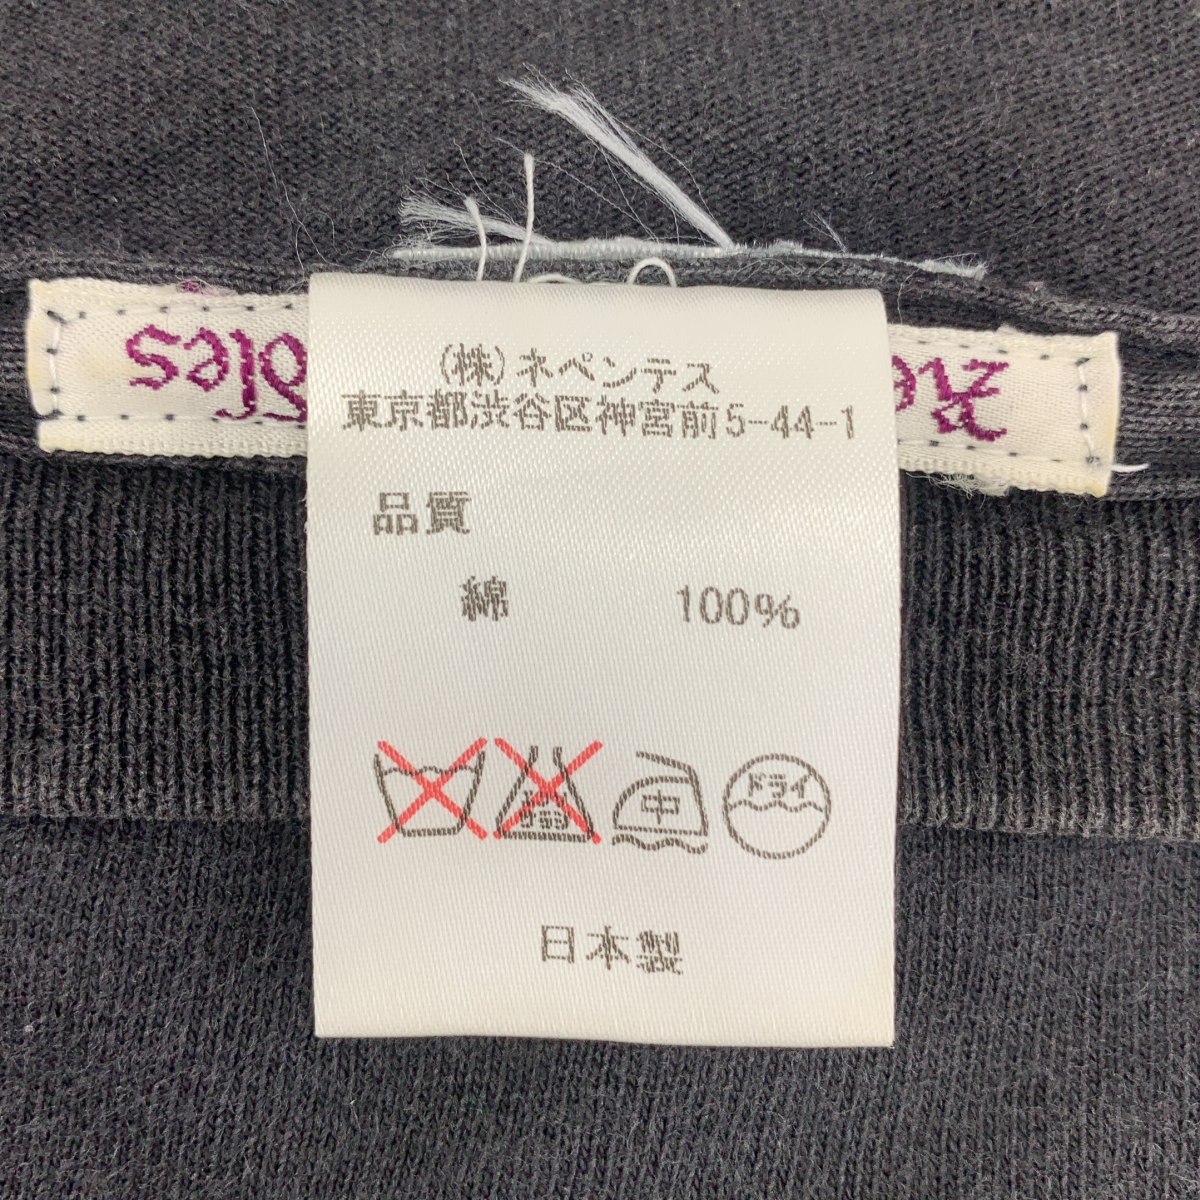 (株)ネペンテス
東京都渋谷区神宮前5-44-1
品質
綿 100%
中 ドライ
日本製